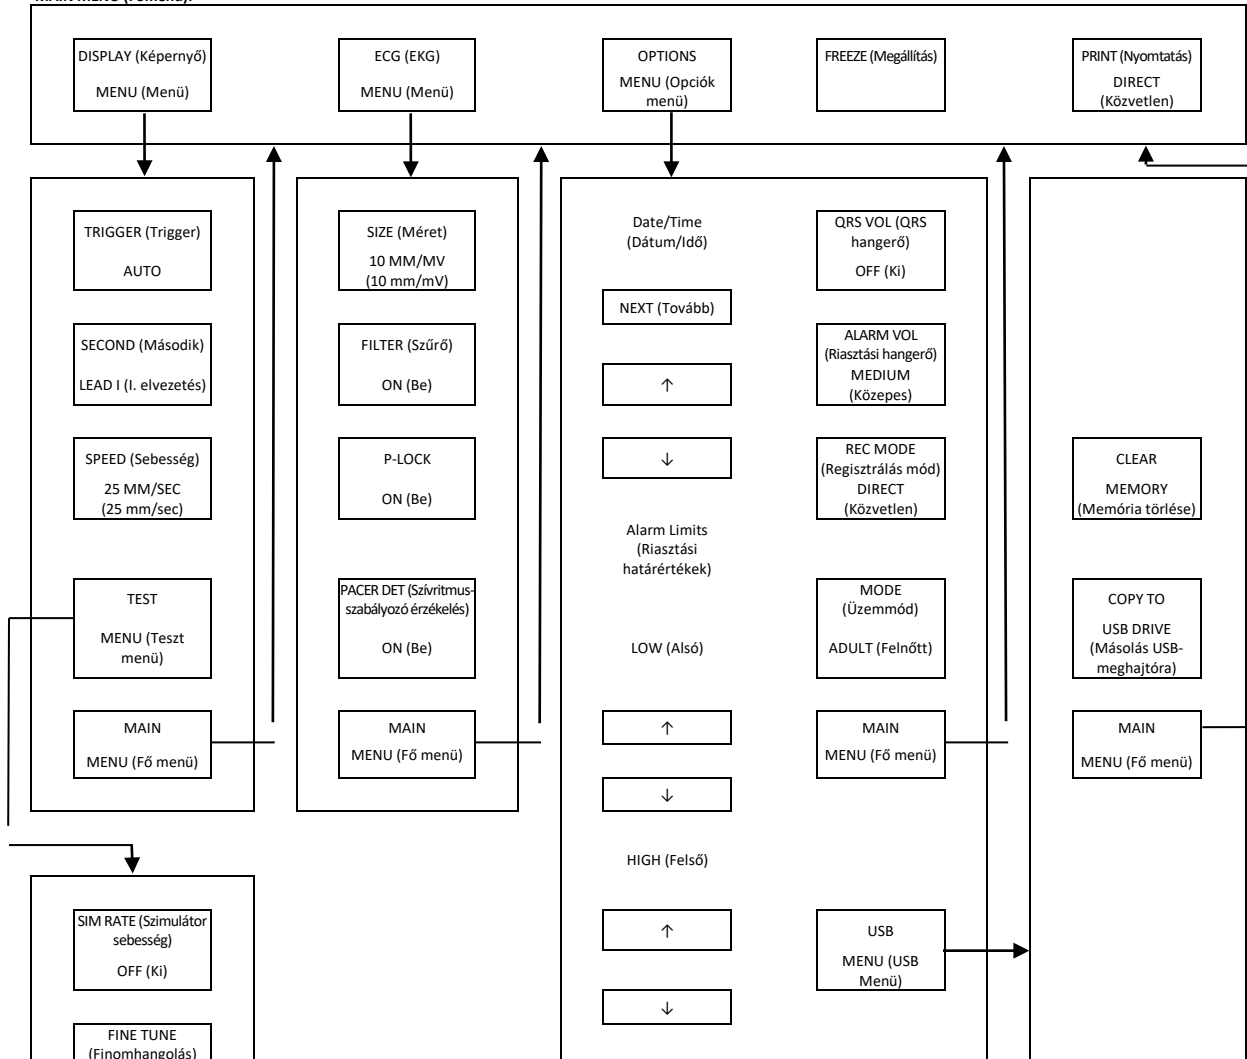 MAIN MENU (Főmenü):
DISPLAY (Képernyő)
MENU (Menü)
ECG (EKG)
MENU (Menü)
OPTIONS
MENU (Opciók
menü)
FREEZE (Megállítás)
PRINT (Nyomtatás)
DIRECT
(Közvetlen)
TRIGGER (Trigger)
AUTO
SECOND (Második)
LEAD I (I. elvezetés)
SPEED (Sebesség)
25 MM/SEC
(25 mm/sec)
TEST
MENU (Teszt
menü)
MAIN
MENU (Fő menü)
SIZE (Méret)
10 MM/MV
(10 mm/mV)
FILTER (Szűrő)
ON (Be)
P-LOCK
ON (Be)
PACER DET (Szívritmus-
szabályozó érzékelés)
ON (Be)
MAIN
MENU (Fő menü)
Date/Time
(Dátum/Idő)
NEXT (Tovább)
↑
↓
Alarm Limits
(Riasztási
határértékek)
LOW (Alsó)
↑
↓
HIGH (Felső)
↑
↓
QRS VOL (QRS
hangerő)
OFF (Ki)
ALARM VOL
(Riasztási hangerő)
MEDIUM
(Közepes)
REC MODE
(Regisztrálás mód)
DIRECT
(Közvetlen)
MODE
(Üzemmód)
ADULT (Felnőtt)
MAIN
MENU (Fő menü)
USB
MENU (USB
Menü)
CLEAR
MEMORY
(Memória törlése)
COPY TO
USB DRIVE
(Másolás USB-
meghajtóra)
MAIN
MENU (Fő menü)
SIM RATE (Szimulátor
sebesség)
OFF (Ki)
FINE TUNE
(Finomhangolás)